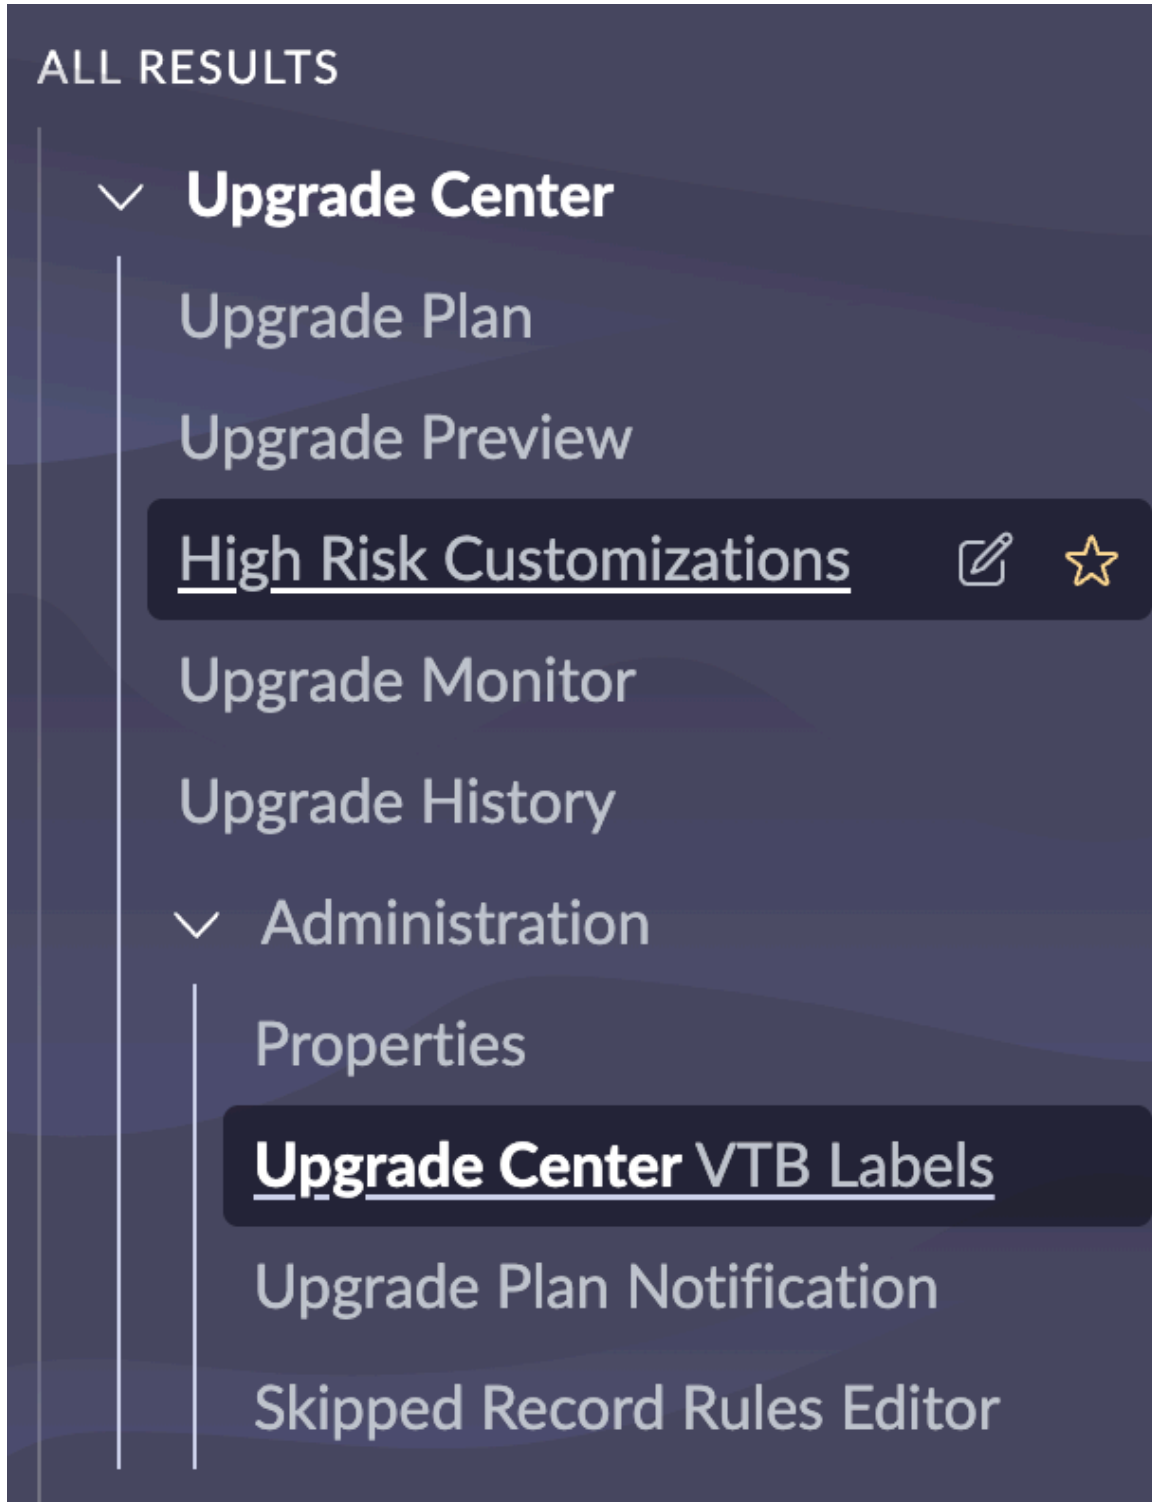 ALL RESULTS
Upgrade Center
Upgrade Plan
Upgrade Preview
High Risk Customizations
Upgrade Monitor
Upgrade History
Administration
Properties
Upgrade Center VTB Labels
Upgrade Plan Notification
Skipped Record Rules Editor